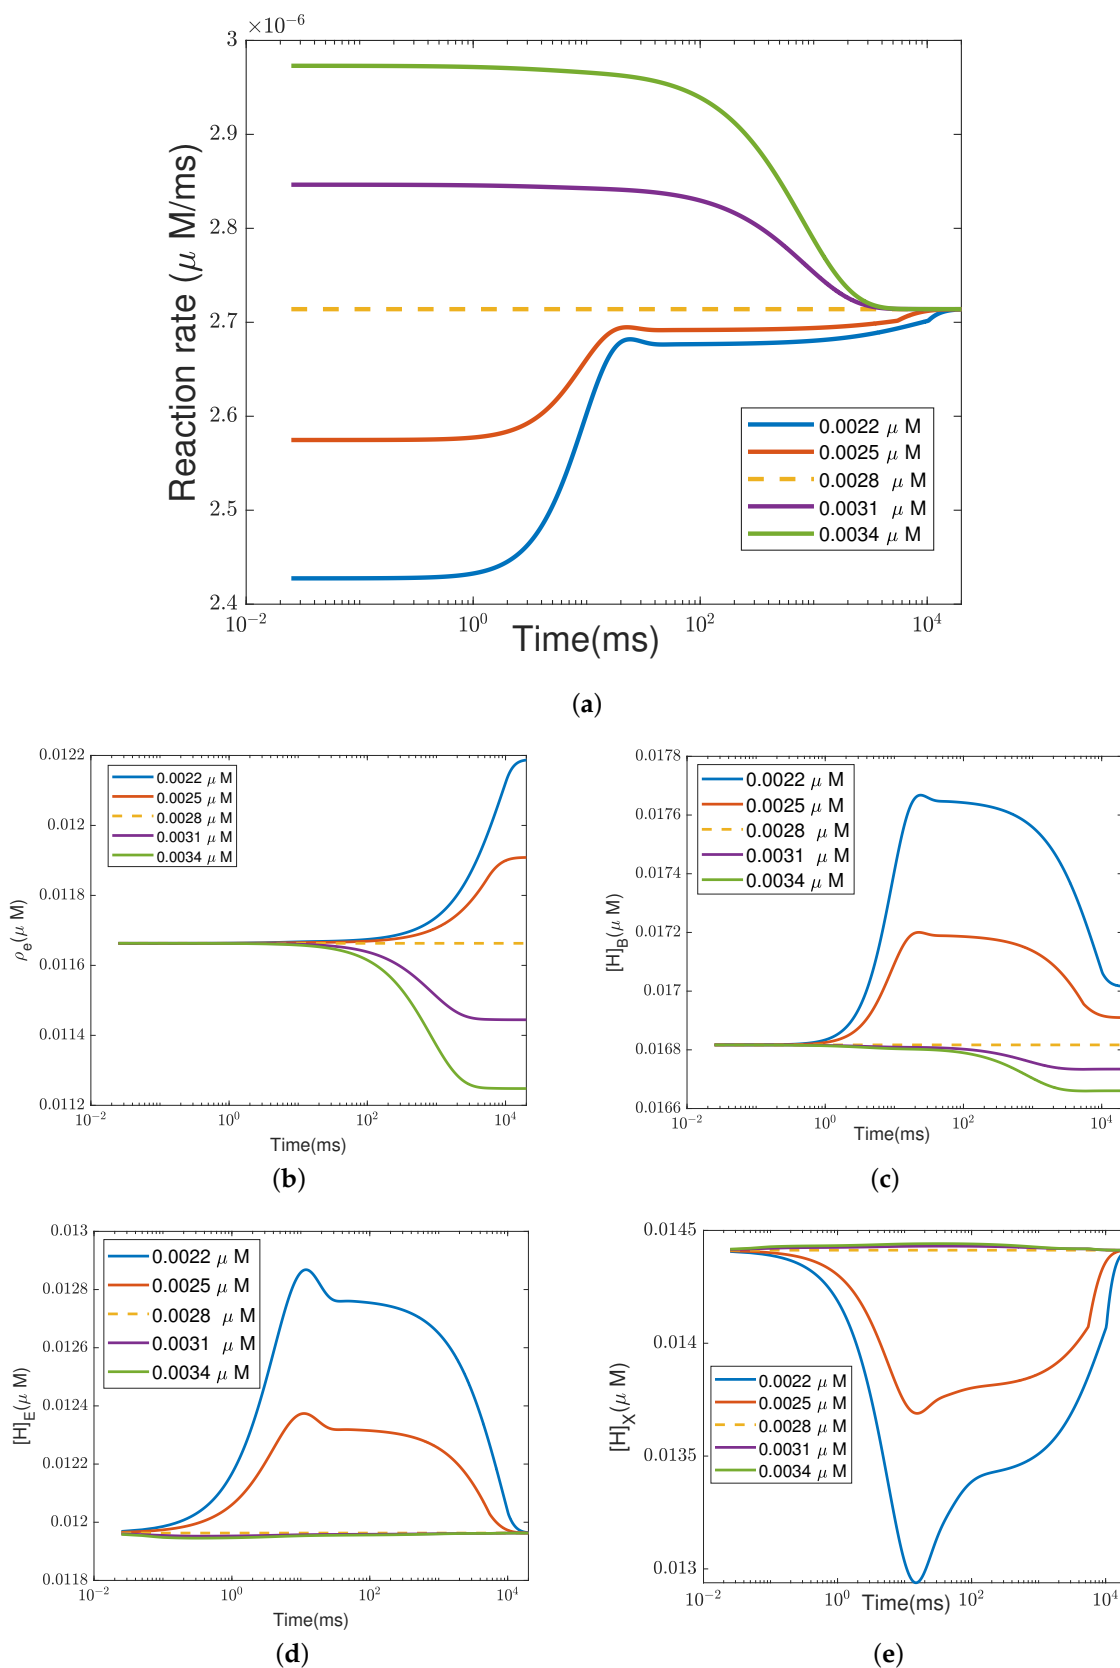 ×10⁻⁶
3
2.9
2.8
2.7
2.6
2.5
2.4
Reaction rate (μ M/ms)
0.0022 μ M
0.0025 μ M
0.0028 μ M
0.0031 μ M
0.0034 μ M
10⁻² 10⁰ 10² 10⁴
Time(ms)
(a)
0.0122
0.012
0.0118
0.0116
0.0114
0.0112
ρₑ(μ M)
0.0022 μ M
0.0025 μ M
0.0028 μ M
0.0031 μ M
0.0034 μ M
10⁻² 10⁰ 10² 10⁴
Time(ms)
(b)
0.0178
0.0176
0.0174
0.0172
0.017
0.0168
0.0166
[H]_B(μ M)
0.0022 μ M
0.0025 μ M
0.0028 μ M
0.0031 μ M
0.0034 μ M
10⁻² 10⁰ 10² 10⁴
Time(ms)
(c)
0.013
0.0128
0.0126
0.0124
0.0122
0.012
0.0118
[H]_E(μ M)
0.0022 μ M
0.0025 μ M
0.0028 μ M
0.0031 μ M
0.0034 μ M
10⁻² 10⁰ 10² 10⁴
Time(ms)
(d)
0.0145
0.014
0.0135
0.013
[H]_X(μ M)
0.0022 μ M
0.0025 μ M
0.0028 μ M
0.0031 μ M
0.0034 μ M
10⁻² 10⁰ 10² 10⁴
Time(ms)
(e)